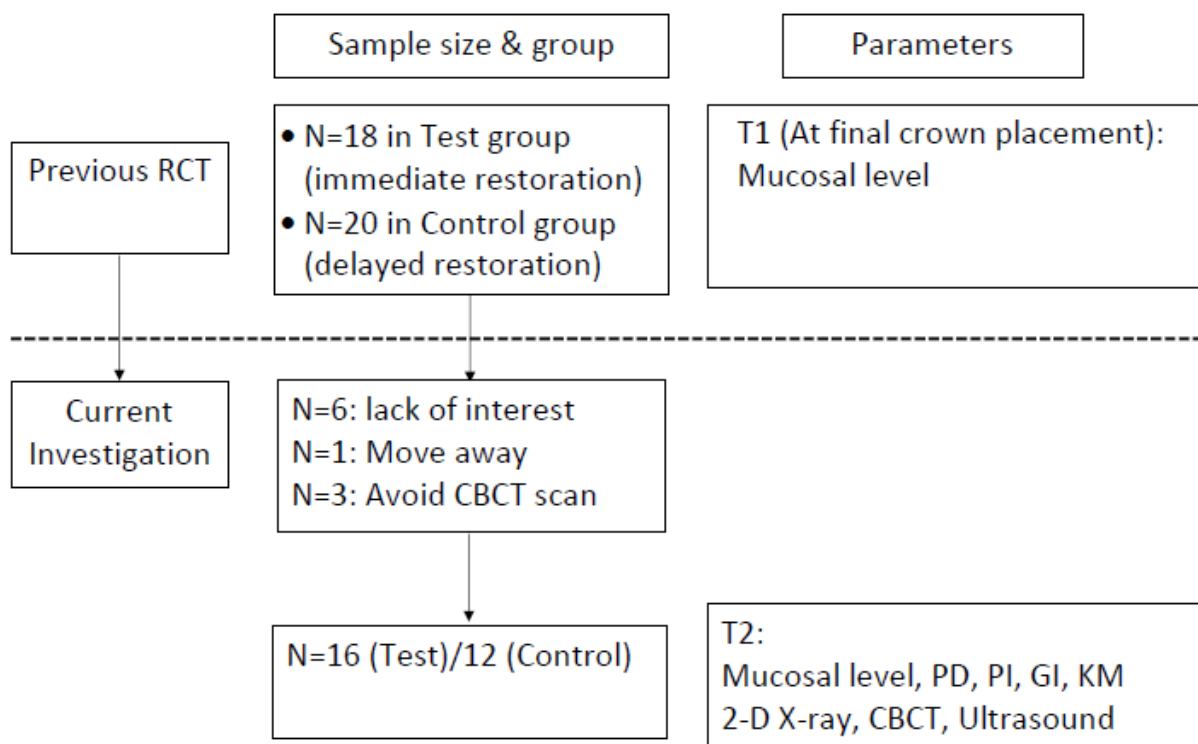 Sample size & group
Parameters
Previous RCT
• N=18 in Test group
(immediate restoration)
• N=20 in Control group
(delayed restoration)
T1 (At final crown placement):
Mucosal level
Current
Investigation
N=6: lack of interest
N=1: Move away
N=3: Avoid CBCT scan
N=16 (Test)/12 (Control)
T2:
Mucosal level, PD, PI, GI, KM
2-D X-ray, CBCT, Ultrasound